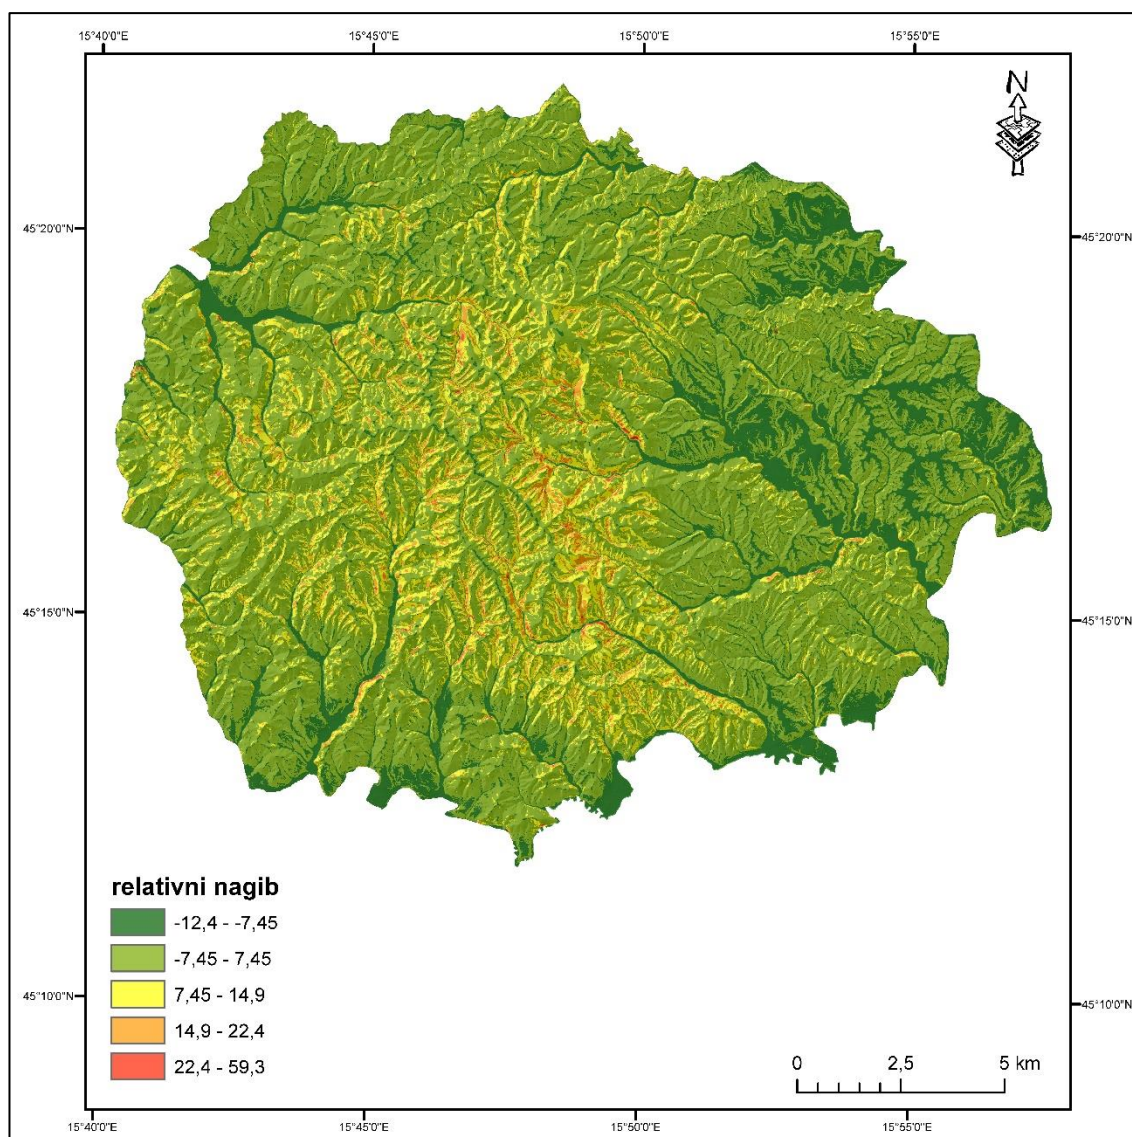 15°40'0"E 15°45'0"E 15°50'0"E 15°55'0"E
N
45°20'0"N 45°20'0"N
45°15'0"N 45°15'0"N
relativni nagib
-12,4 - -7,45
-7,45 - 7,45
7,45 - 14,9
14,9 - 22,4
22,4 - 59,3
45°10'0"N 45°10'0"N
0 2,5 5 km
15°40'0"E 15°45'0"E 15°50'0"E 15°55'0"E